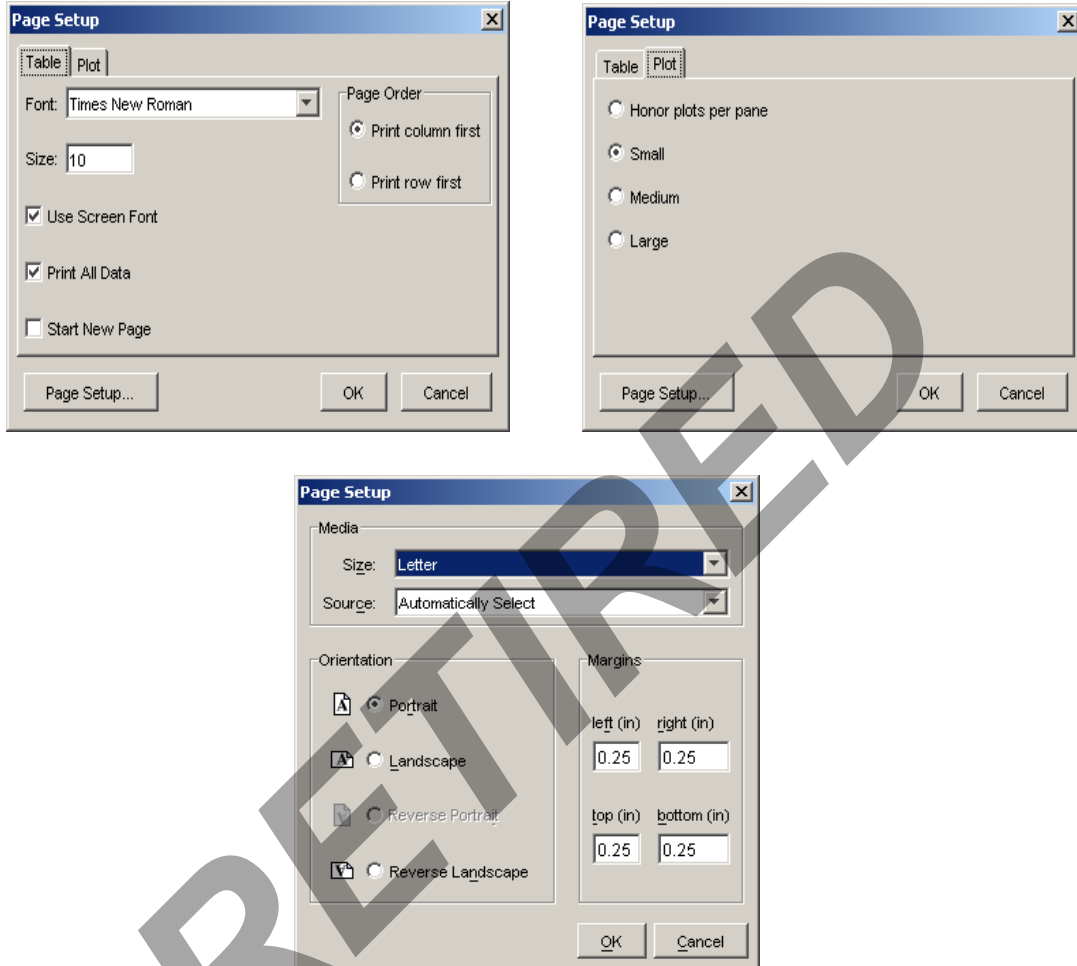 Page Setup
Table Plot
Font: Times New Roman
Size: 10
Use Screen Font
Print All Data
Start New Page
Page Order
Print column first
Print row first
Page Setup... OK Cancel
Page Setup
Table Plot
Honor plots per pane
Small
Medium
Large
Page Setup... OK Cancel
Page Setup
Media
Size: Letter
Source: Automatically Select
Orientation
A Portrait
A Landscape
A Reverse Portrait
A Reverse Landscape
Margins
left (in) right (in)
0.25 0.25
top (in) bottom (in)
0.25 0.25
OK Cancel
RETIRED